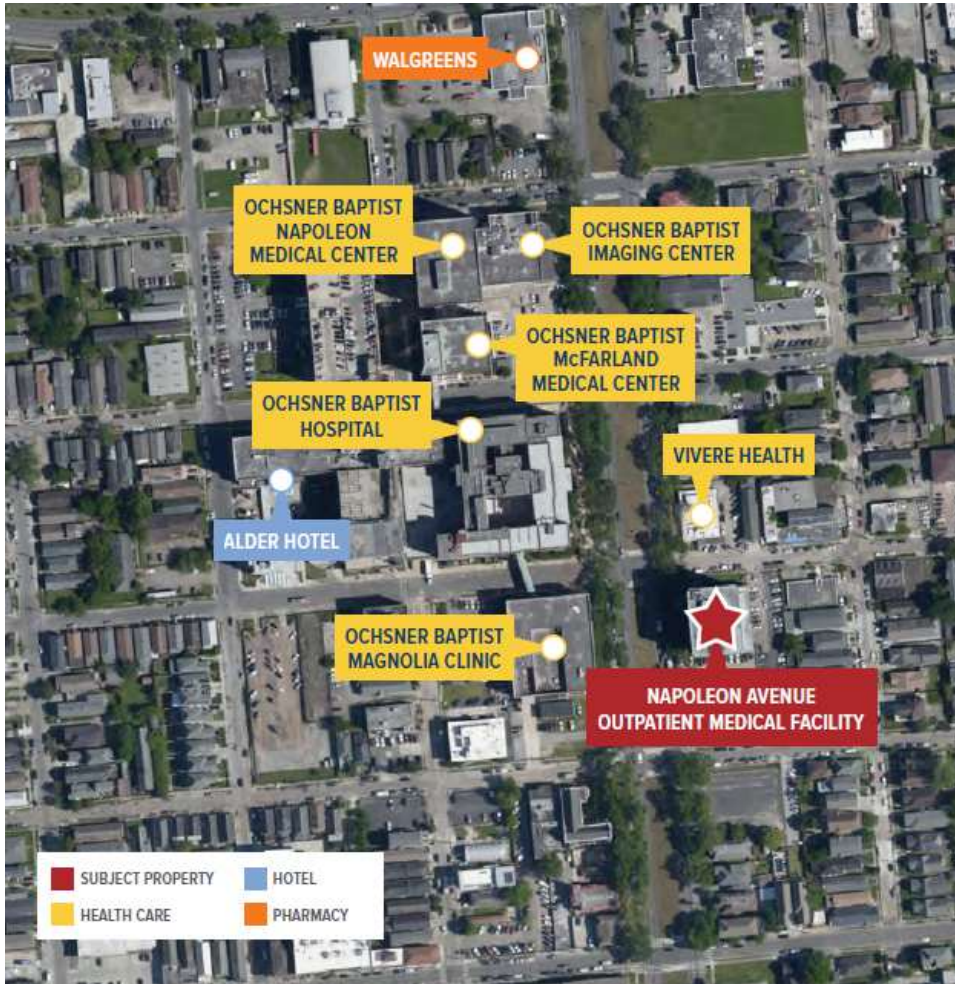 WALGREENS
OCHSNER BAPTIST
NAPOLEON
MEDICAL CENTER
OCHSNER BAPTIST
IMAGING CENTER
OCHSNER BAPTIST
McFARLAND
MEDICAL CENTER
OCHSNER BAPTIST
HOSPITAL
VIVERE HEALTH
ALDER HOTEL
OCHSNER BAPTIST
MAGNOLIA CLINIC
NAPOLEON AVENUE
OUTPATIENT MEDICAL FACILITY
SUBJECT PROPERTY
HOTEL
HEALTH CARE
PHARMACY